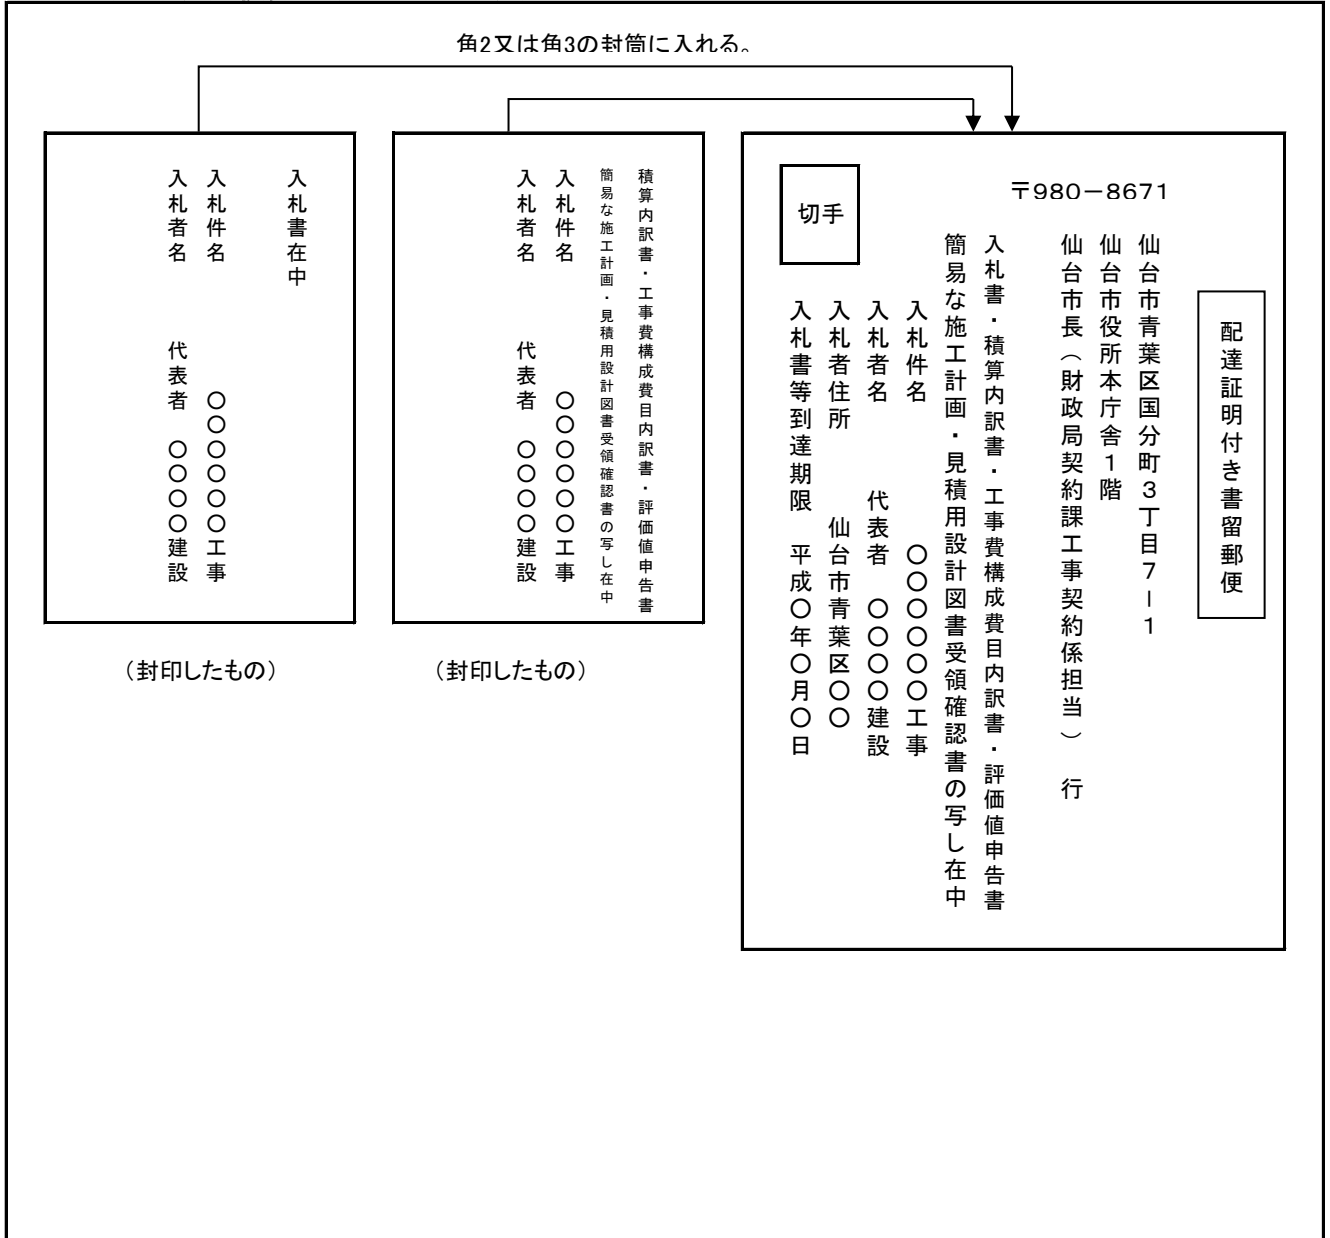 角2又は角3の封筒に入れる。
入札書在中
入札件名　○○○○○○工事
入札者名　代表者　○○○○建設
（封印したもの）
積算内訳書・工事費構成費目内訳書・評価値申告書
簡易な施工計画・見積用設計図書受領確認書の写し在中
入札件名　○○○○○○工事
入札者名　代表者　○○○○建設
（封印したもの）
配達証明付き書留郵便
切手
〒980－8671
仙台市青葉区国分町3丁目7－1
仙台市役所本庁舎1階
仙台市長（財政局契約課工事契約係担当）　行
入札書・積算内訳書・工事費構成費目内訳書・評価値申告書
簡易な施工計画・見積用設計図書受領確認書の写し在中
入札件名　○○○○○○工事
入札者名　代表者　○○○○建設
入札者住所　仙台市青葉区○○
入札書等到達期限　平成○年○月○日